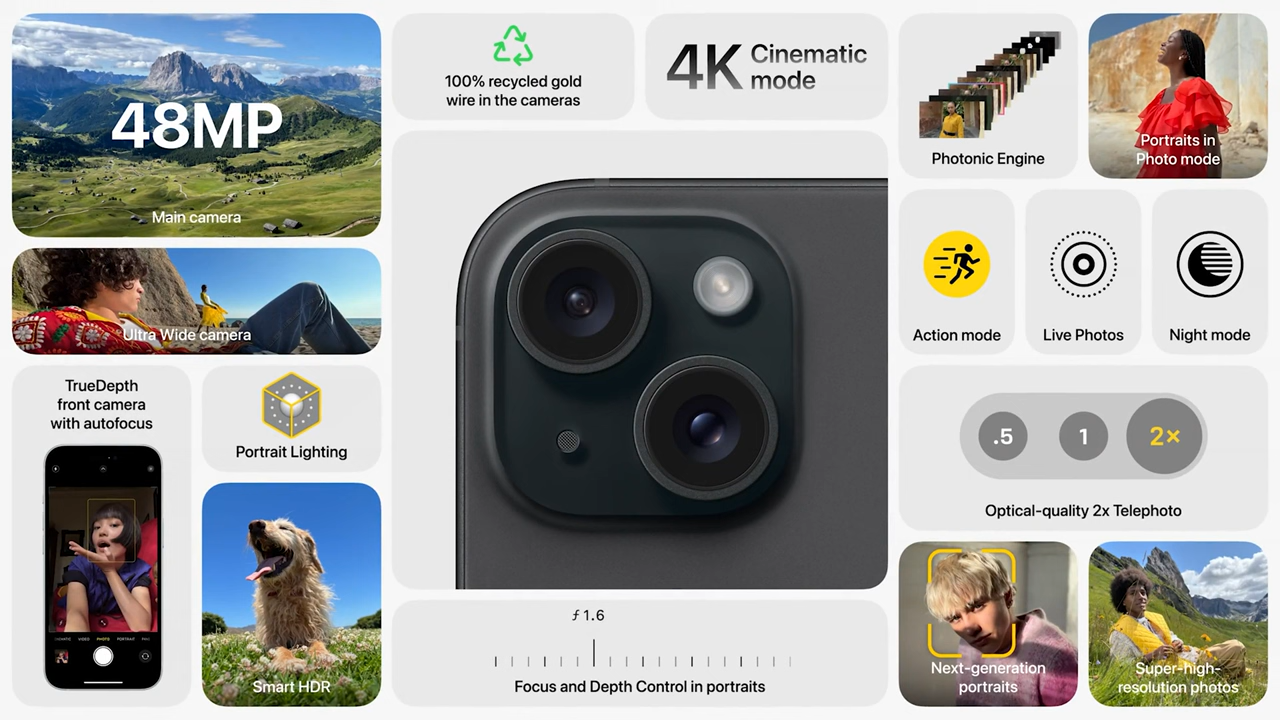 48MP
Main camera
Ultra Wide camera
TrueDepth
front camera
with autofocus
PHOTO
VIDEO
PORTRAIT
Portrait Lighting
Smart HDR
100% recycled gold
wire in the cameras
4K Cinematic
mode
ƒ 1.6
Focus and Depth Control in portraits
Photonic Engine
Portraits in
Photo mode
Action mode
Live Photos
Night mode
.5
1
2×
Optical-quality 2x Telephoto
Next-generation
portraits
Super-high-
resolution photos